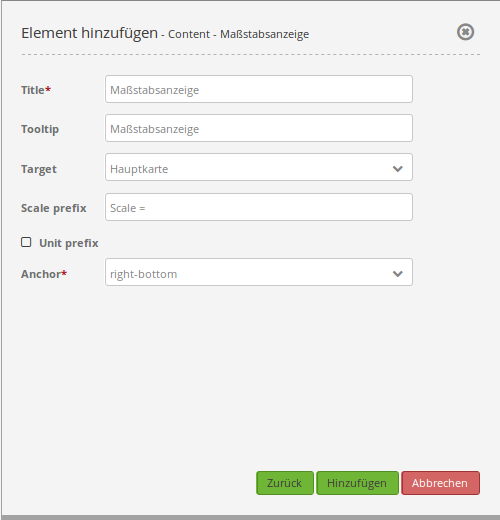 Element hinzufügen - Content - Maßstabsanzeige
Title* Maßstabsanzeige
Tooltip Maßstabsanzeige
Target Hauptkarte
Scale prefix Scale =
Unit prefix
Anchor* right-bottom
Zurück Hinzufügen Abbrechen